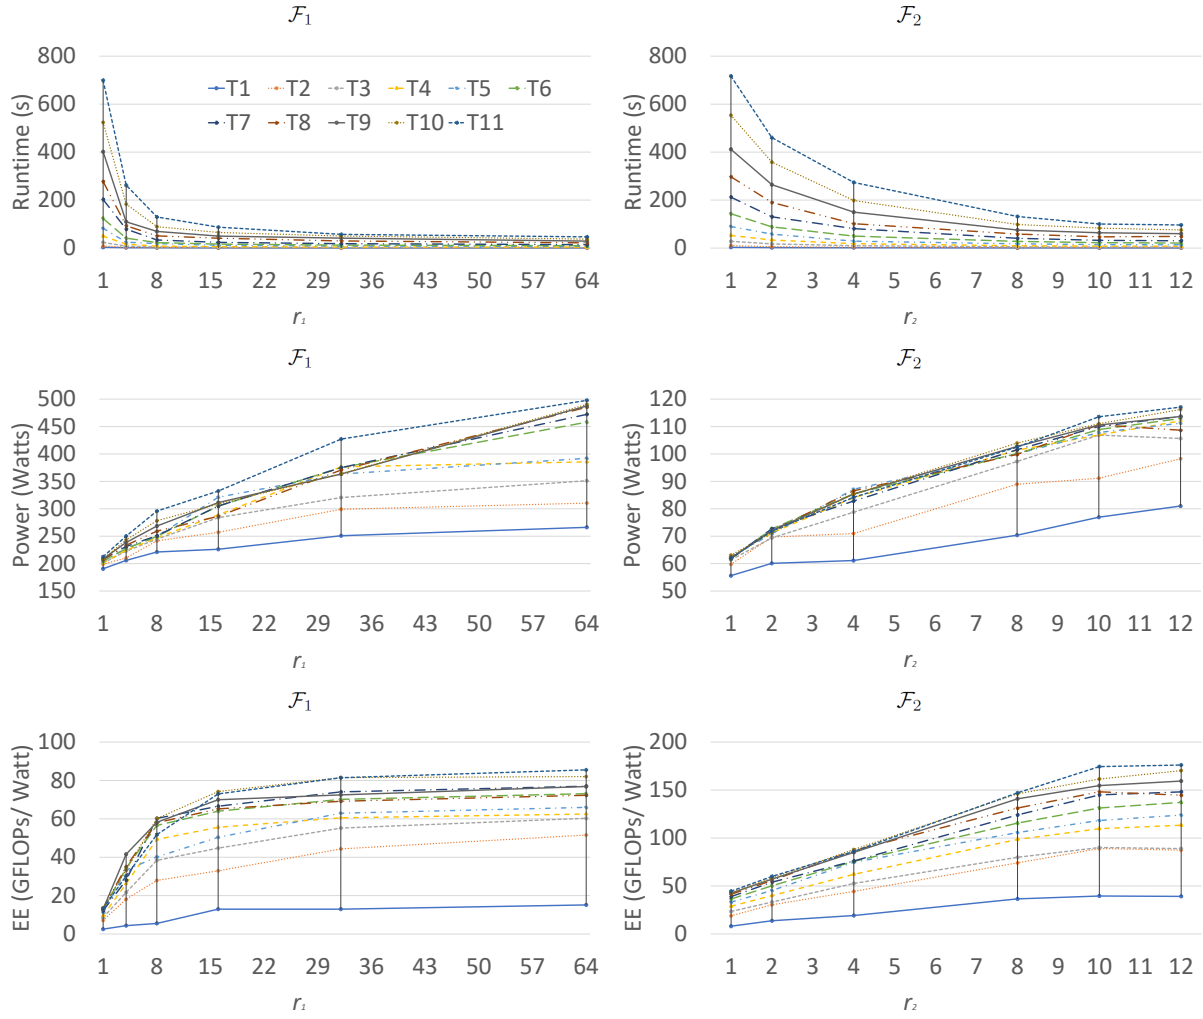 ℱ₁
Runtime (s)
800
600
400
200
0
T1 T2 T3 T4 T5 T6
T7 T8 T9 T10 T11
1 8 15 22 29 36 43 50 57 64
r₁
ℱ₂
Runtime (s)
800
600
400
200
0
1 2 3 4 5 6 7 8 9 10 11 12
r₂
ℱ₁
Power (Watts)
500
450
400
350
300
250
200
150
1 8 15 22 29 36 43 50 57 64
r₁
ℱ₂
Power (Watts)
120
110
100
90
80
70
60
50
1 2 3 4 5 6 7 8 9 10 11 12
r₂
ℱ₁
EE (GFLOPs/ Watt)
100
80
60
40
20
0
1 8 15 22 29 36 43 50 57 64
r₁
ℱ₂
EE (GFLOPs/ Watt)
200
150
100
50
0
1 2 3 4 5 6 7 8 9 10 11 12
r₂